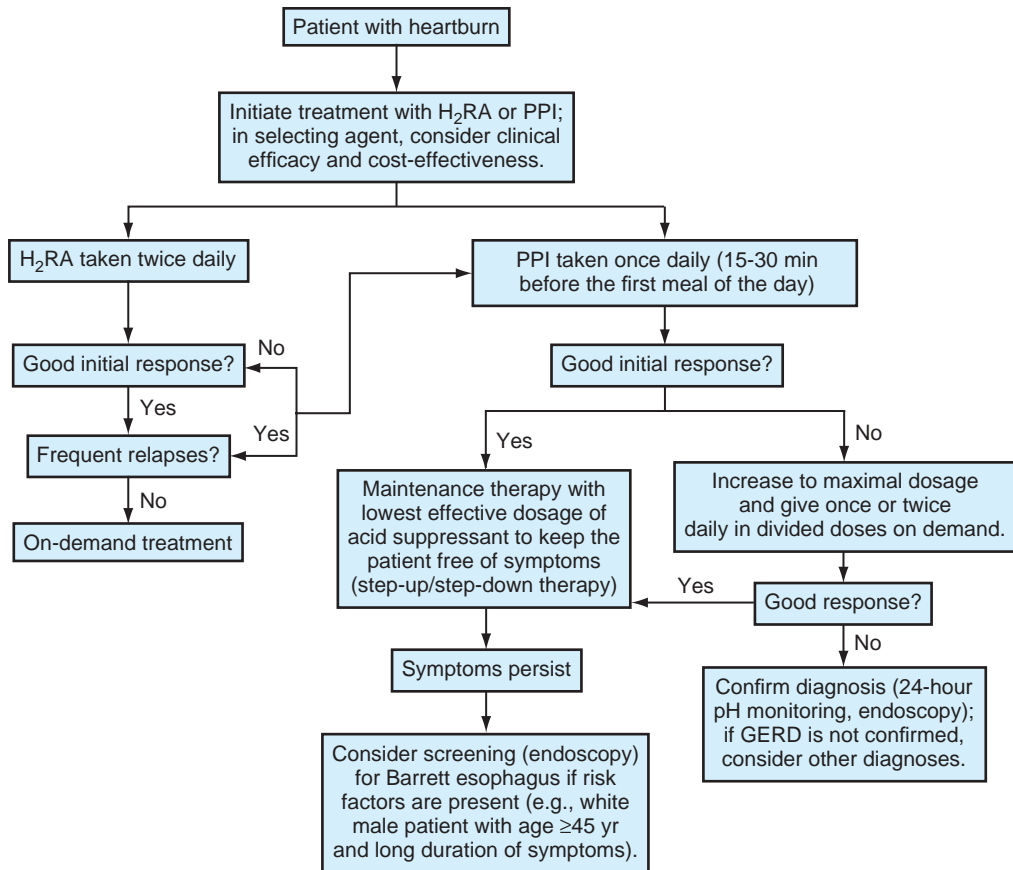 Patient with heartburn
Initiate treatment with H₂RA or PPI;
in selecting agent, consider clinical
efficacy and cost-effectiveness.
H₂RA taken twice daily
PPI taken once daily (15-30 min
before the first meal of the day)
Good initial response?
No
Yes
Frequent relapses?
Yes
No
On-demand treatment
Good initial response?
Yes
No
Maintenance therapy with
lowest effective dosage of
acid suppressant to keep the
patient free of symptoms
(step-up/step-down therapy)
Increase to maximal dosage
and give once or twice
daily in divided doses on demand.
Yes
Good response?
No
Symptoms persist
Confirm diagnosis (24-hour
pH monitoring, endoscopy);
if GERD is not confirmed,
consider other diagnoses.
Consider screening (endoscopy)
for Barrett esophagus if risk
factors are present (e.g., white
male patient with age ≥45 yr
and long duration of symptoms).